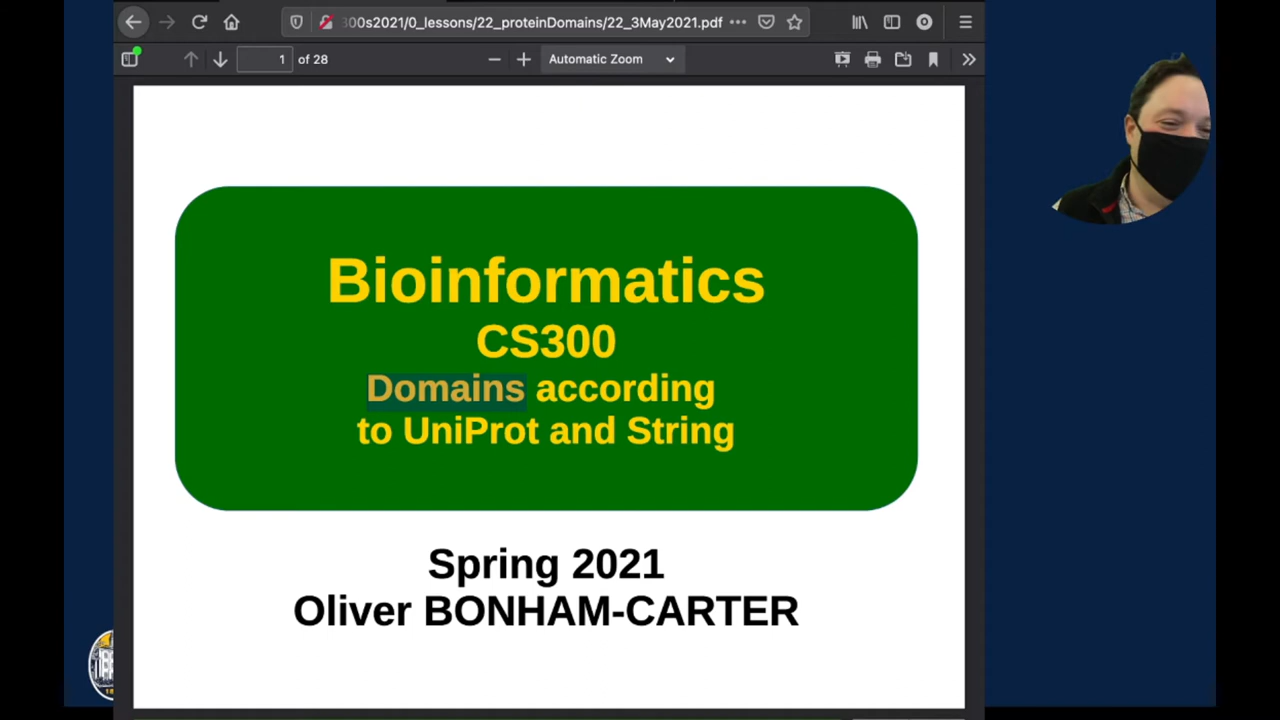 300s2021/0_lessons/22_proteinDomains/22_3May2021.pdf
1 of 28
Automatic Zoom
Bioinformatics
CS300
Domains according
to UniProt and String
Spring 2021
Oliver BONHAM-CARTER